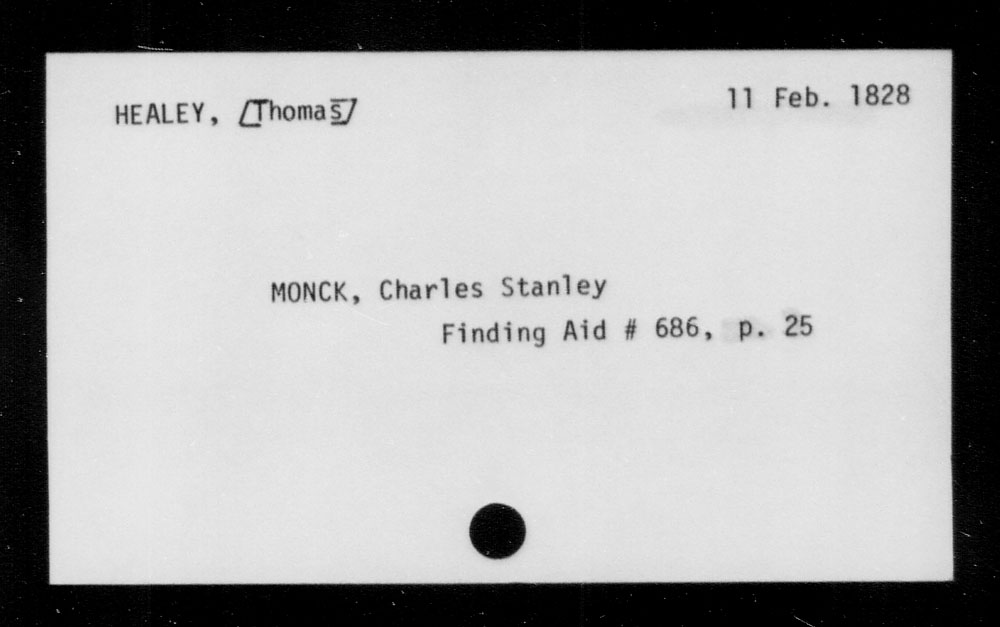 HEALEY, [Thomas]
11 Feb. 1828
MONCK, Charles Stanley
Finding Aid # 686, p. 25